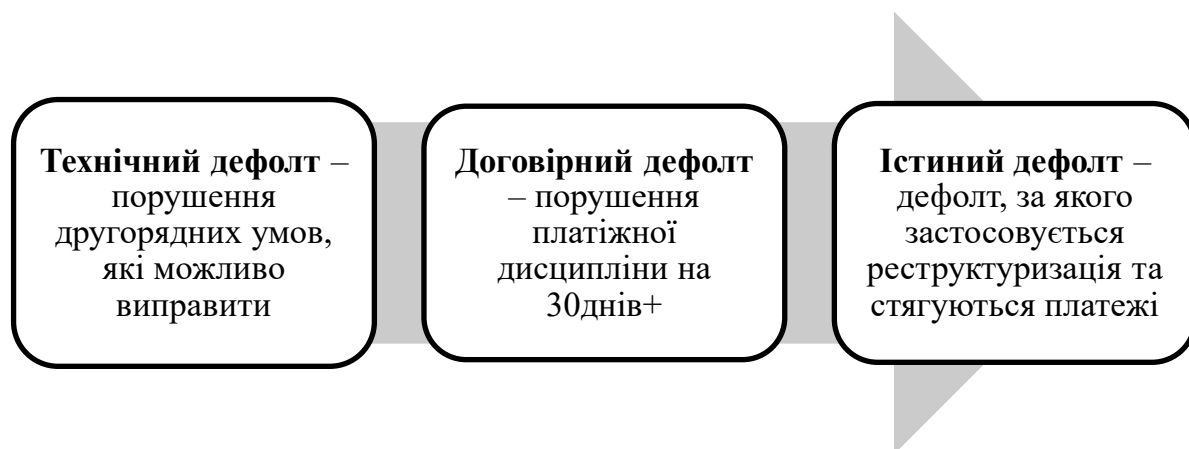 Технічний дефолт –
порушення
другорядних умов,
які можливо
виправити
Договірний дефолт
– порушення
платіжної
дисципліни на
30днів+
Істиний дефолт –
дефолт, за якого
застосовується
реструктуризація та
стягуються платежі